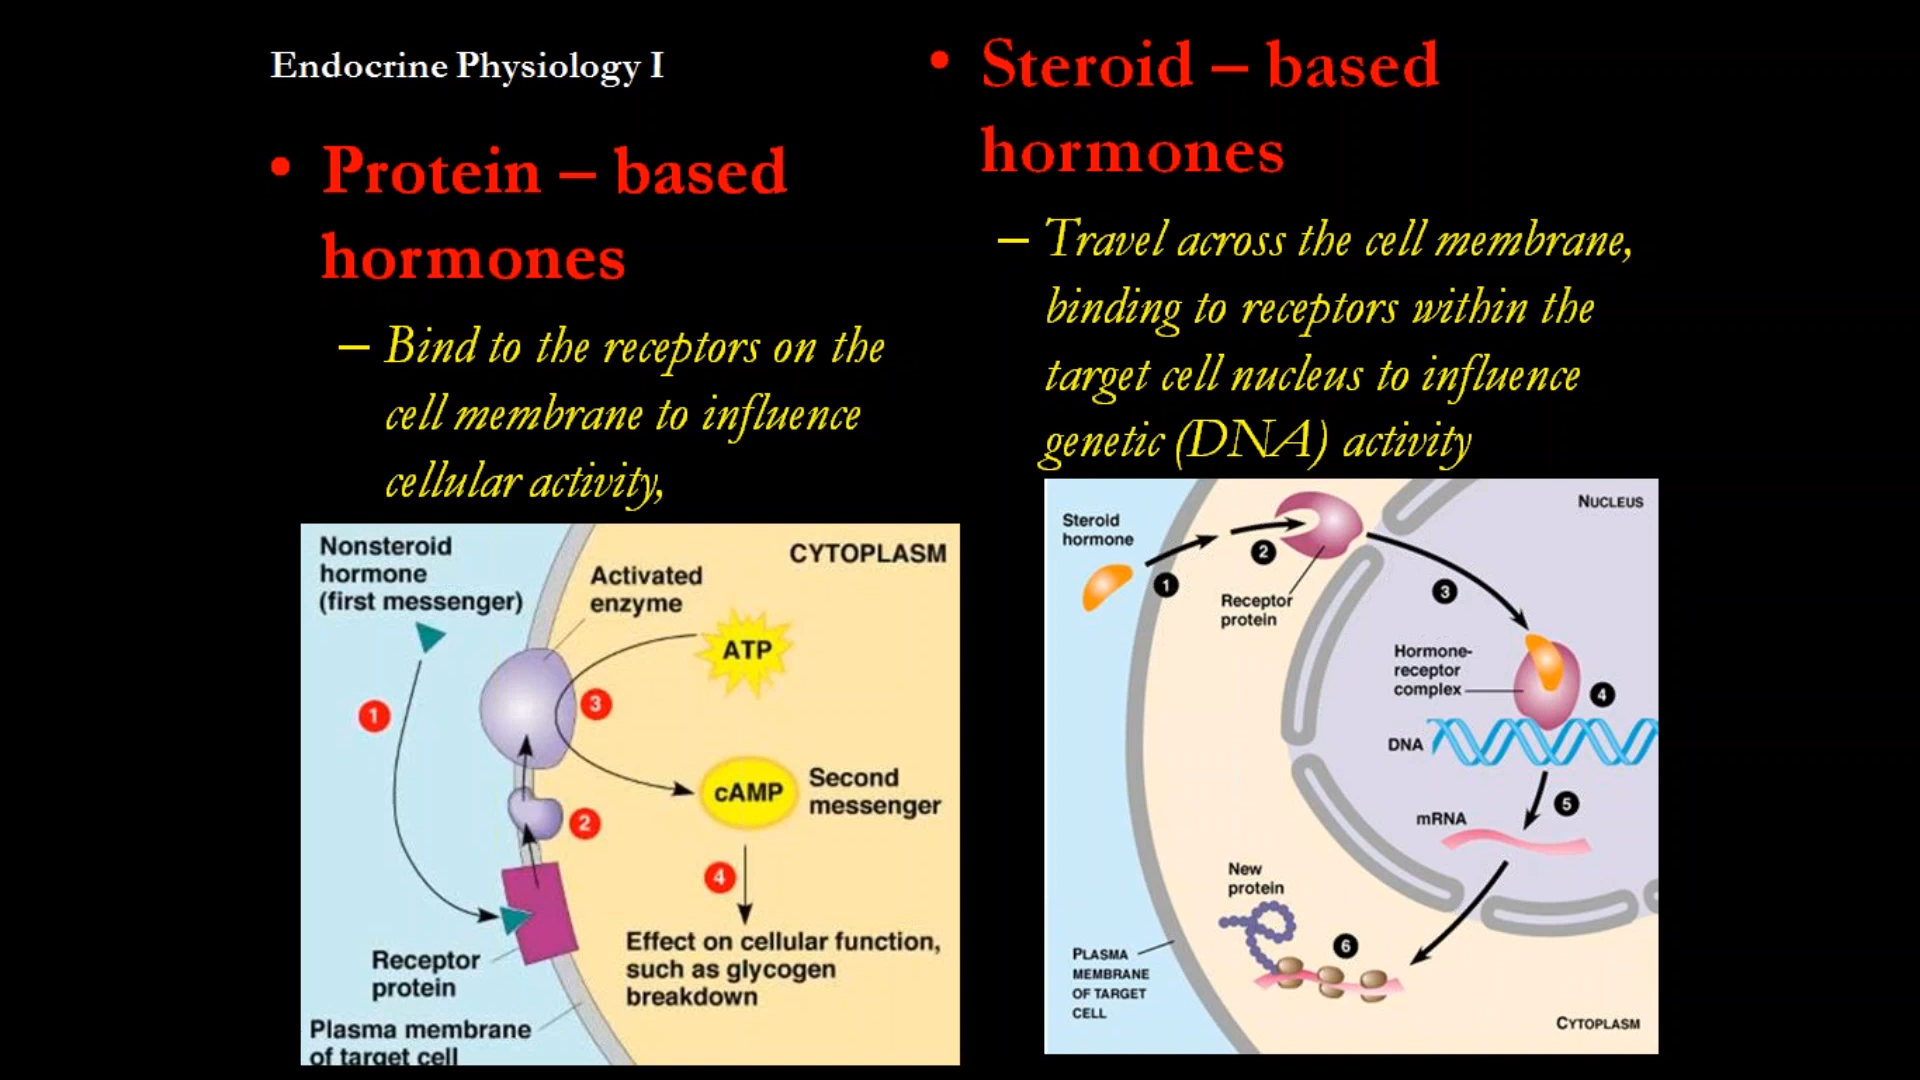 Endocrine Physiology I
• Protein – based
hormones
– Bind to the receptors on the
cell membrane to influence
cellular activity,
Nonsteroid
hormone
(first messenger)
Activated
enzyme
CYTOPLASM
ATP
1
3
cAMP
Second
messenger
2
4
Effect on cellular function,
such as glycogen
breakdown
Receptor
protein
Plasma membrane
of target cell
• Steroid – based
hormones
– Travel across the cell membrane,
binding to receptors within the
target cell nucleus to influence
genetic (DNA) activity
NUCLEUS
Steroid
hormone
2
1
Receptor
protein
3
Hormone-
receptor
complex
4
DNA
5
mRNA
New
protein
6
PLASMA
MEMBRANE
OF TARGET
CELL
CYTOPLASM